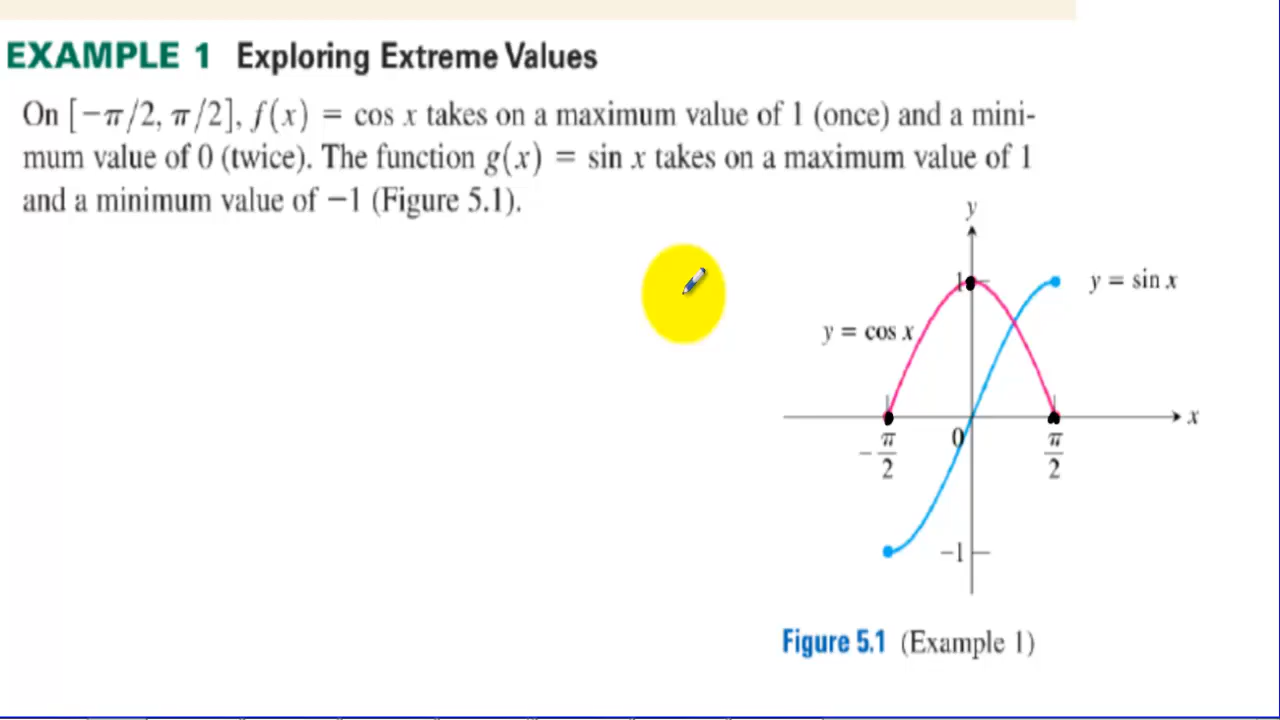 EXAMPLE 1 Exploring Extreme Values
On [−π/2, π/2], f(x) = cos x takes on a maximum value of 1 (once) and a mini-
mum value of 0 (twice). The function g(x) = sin x takes on a maximum value of 1
and a minimum value of −1 (Figure 5.1).
y
1
y = sin x
y = cos x
x
−π/2
0
π/2
−1
Figure 5.1 (Example 1)